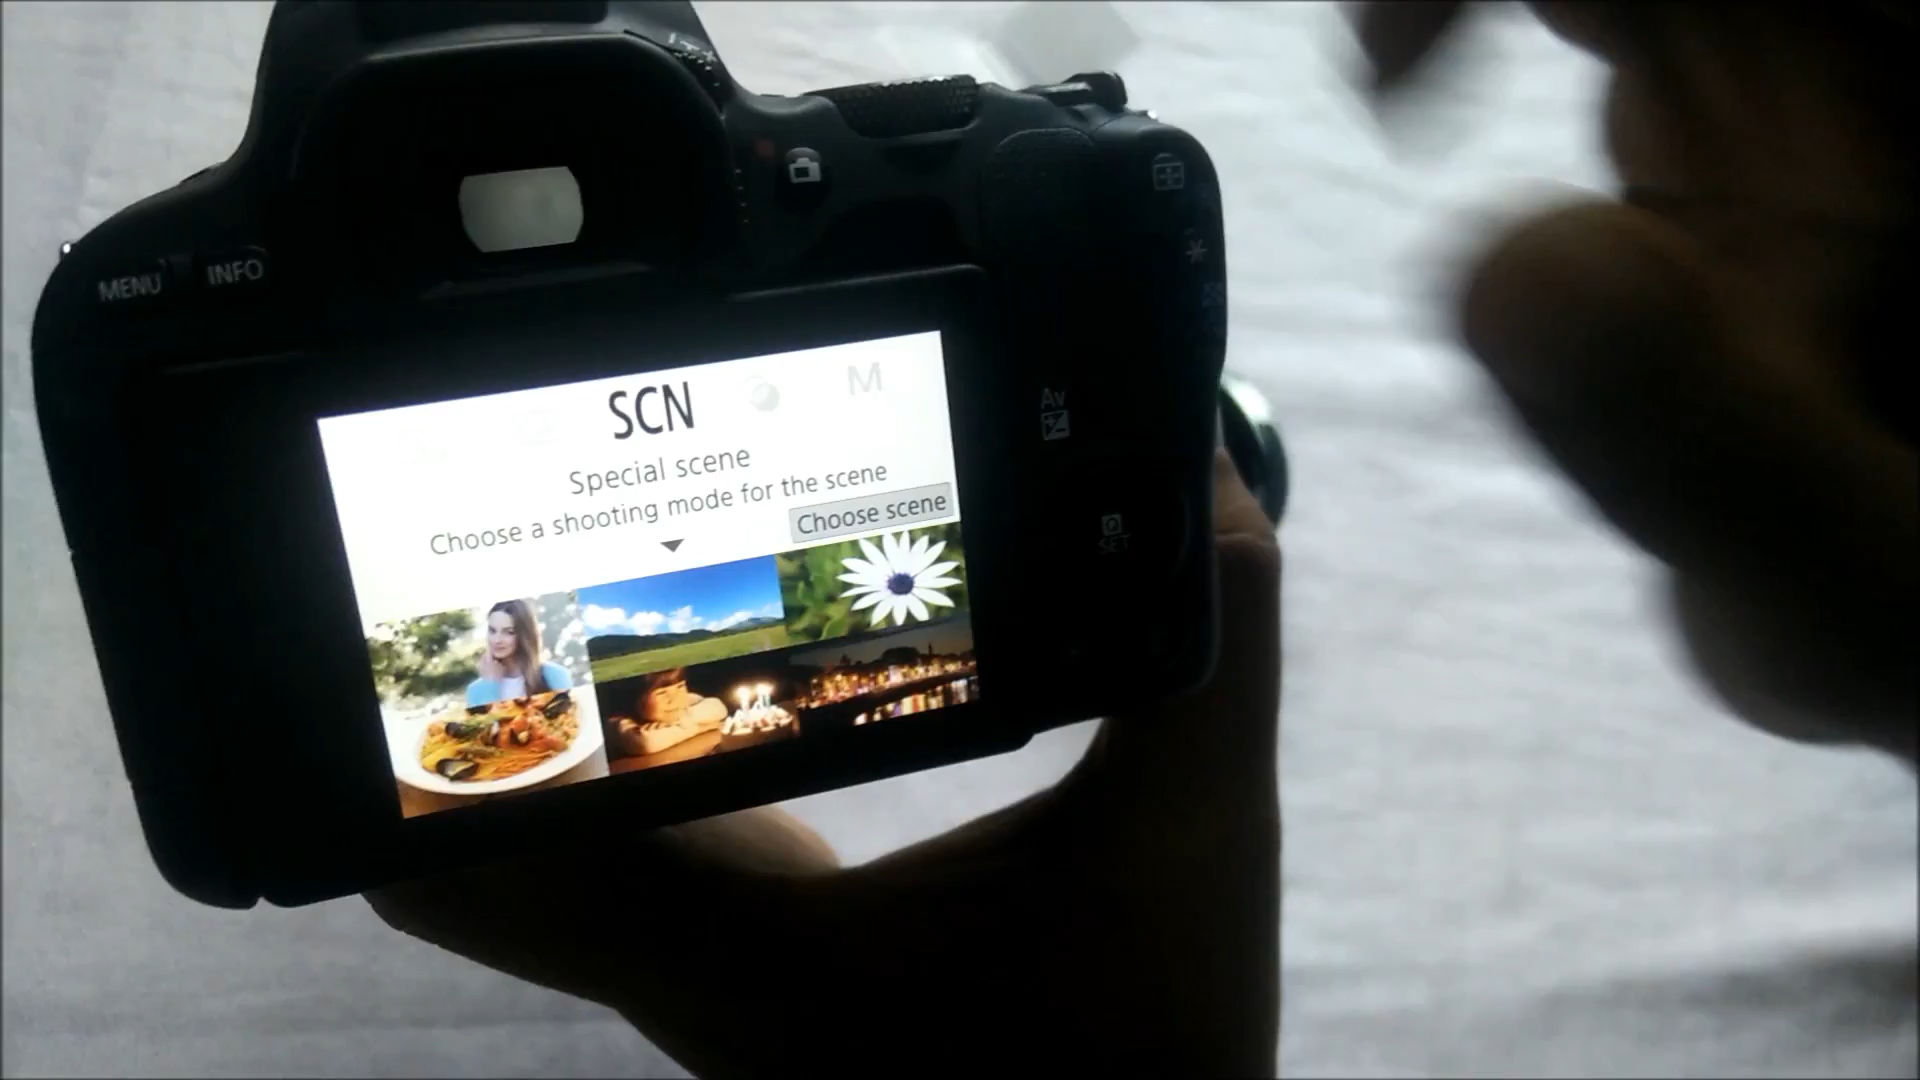 MENU INFO
SCN M
Special scene
Choose a shooting mode for the scene
Choose scene
Av
Q
SET